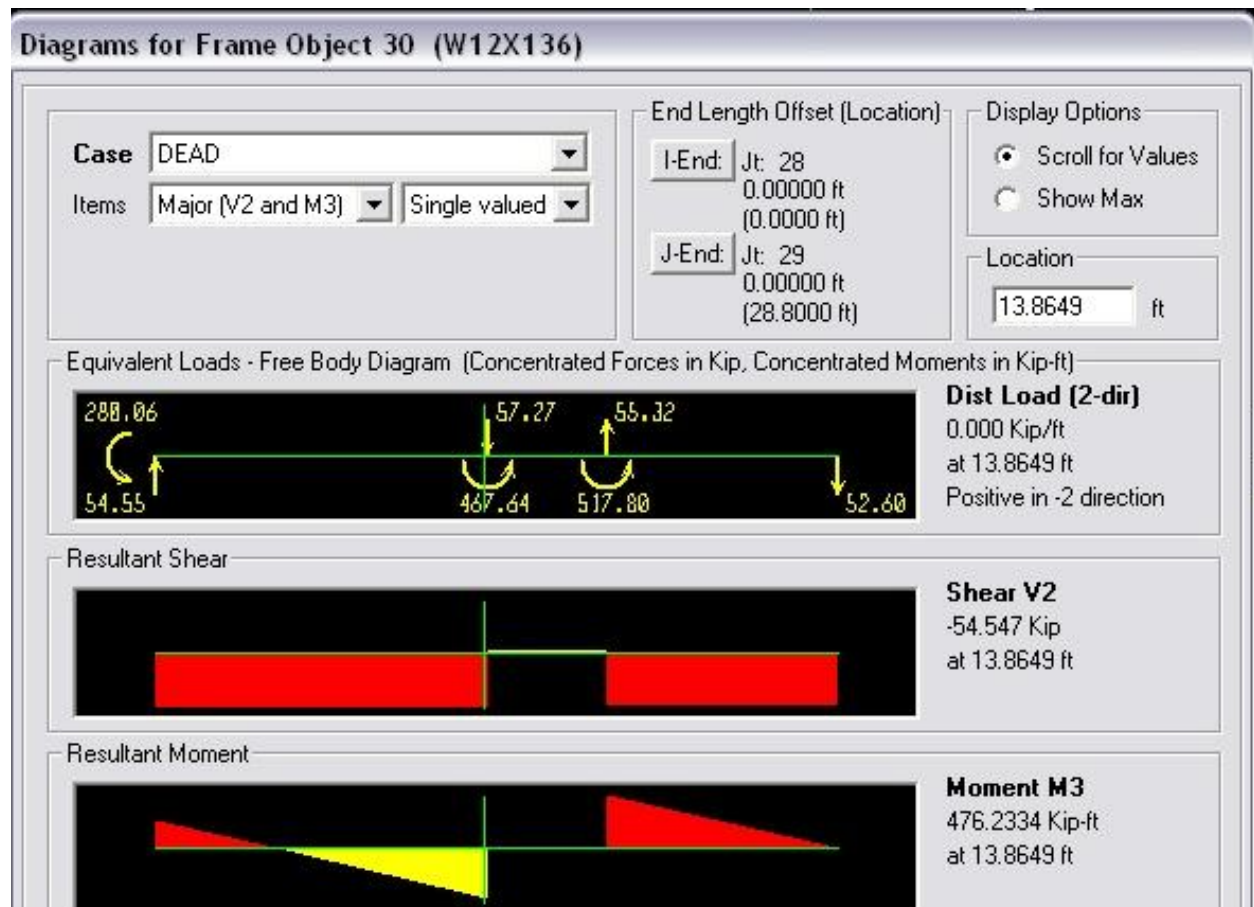 Diagrams for Frame Object 30 (W12X136)
Case DEAD
Items Major (V2 and M3) Single valued
End Length Offset (Location)
I-End: Jt: 28
0.00000 ft
(0.0000 ft)
J-End: Jt: 29
0.00000 ft
(28.8000 ft)
Display Options
Scroll for Values
Show Max
Location
13.8649 ft
Equivalent Loads - Free Body Diagram (Concentrated Forces in Kip, Concentrated Moments in Kip-ft)
280.06 57.27 55.32
54.55 467.64 517.80 52.60
Dist Load (2-dir)
0.000 Kip/ft
at 13.8649 ft
Positive in -2 direction
Resultant Shear
Shear V2
-54.547 Kip
at 13.8649 ft
Resultant Moment
Moment M3
476.2334 Kip-ft
at 13.8649 ft